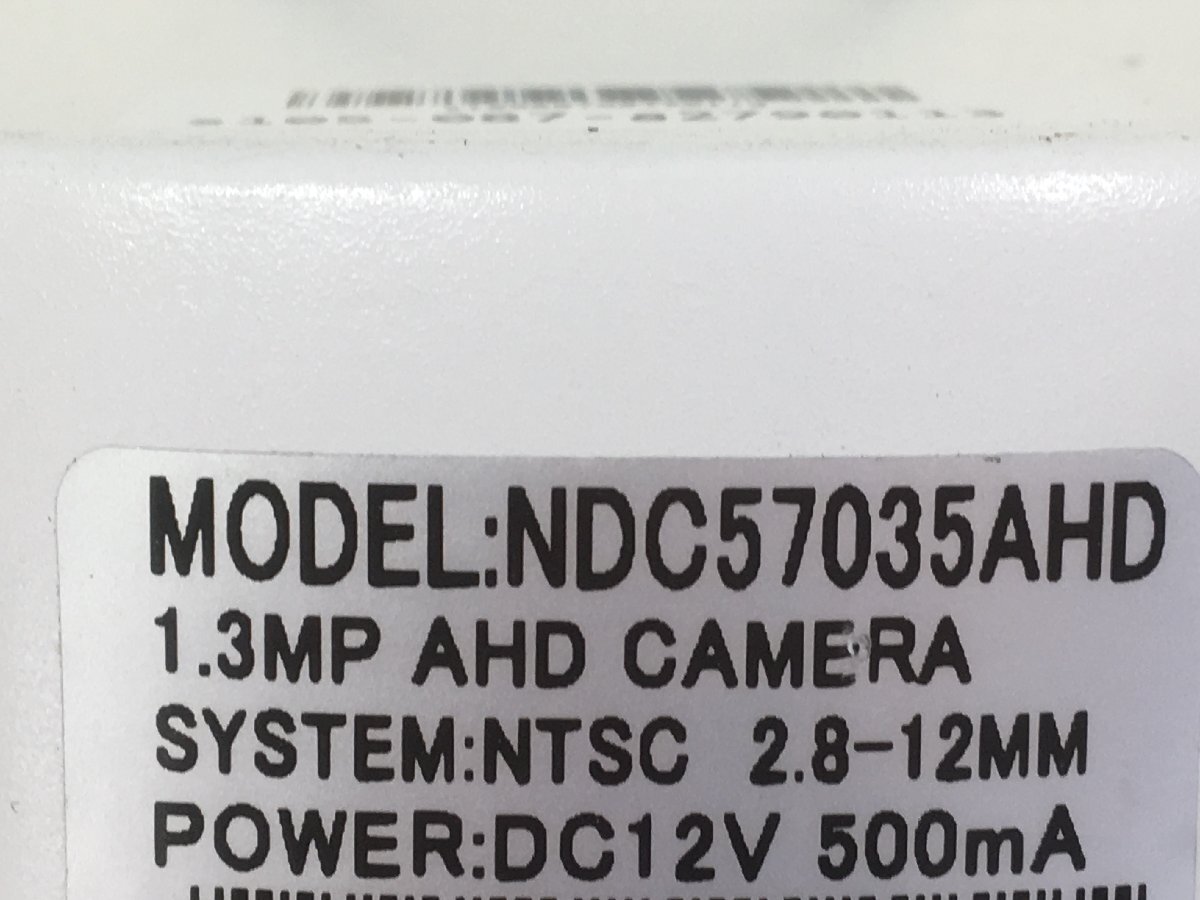 MODEL:NDC57035AHD
1.3MP AHD CAMERA
SYSTEM:NTSC 2.8-12MM
POWER:DC12V 500mA